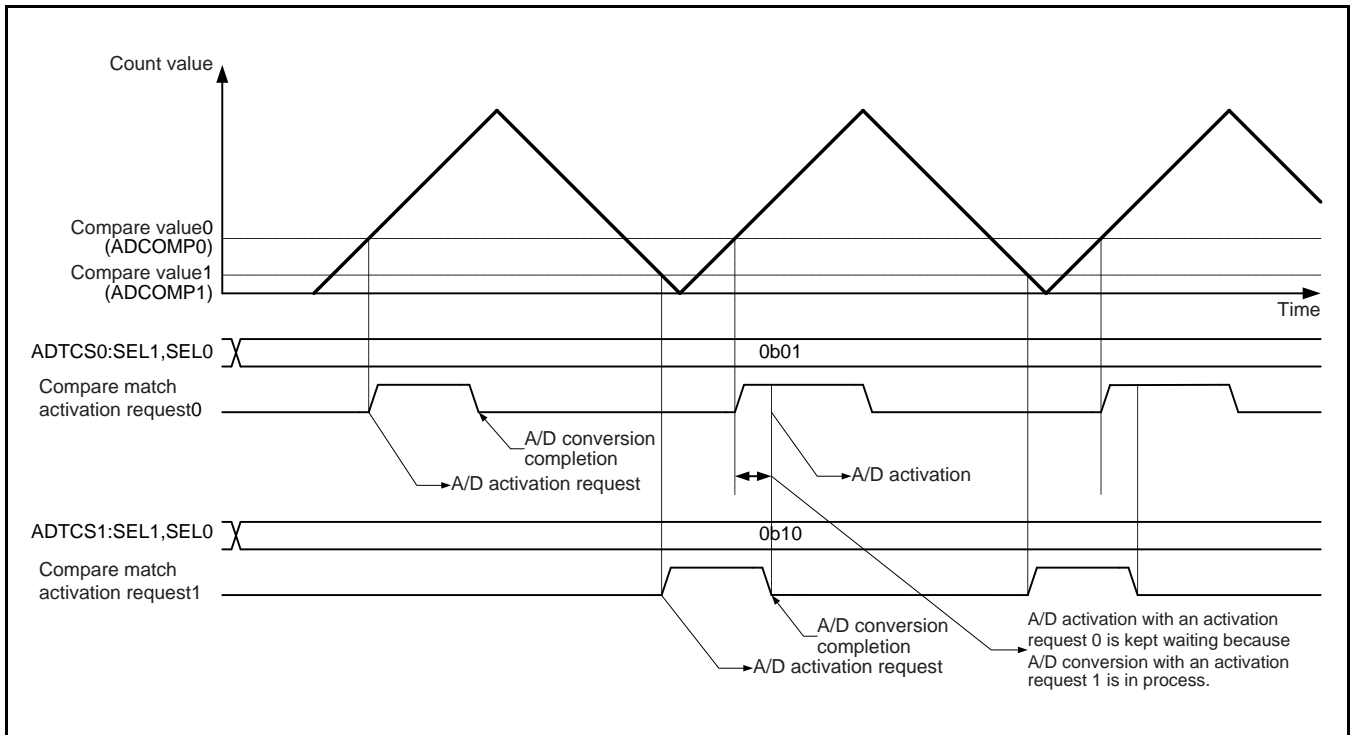 Count value
Compare value0
(ADCOMP0)
Compare value1
(ADCOMP1)
Time
ADTCS0:SEL1,SEL0
0b01
Compare match
activation request0
A/D conversion
completion
A/D activation request
A/D activation
ADTCS1:SEL1,SEL0
0b10
Compare match
activation request1
A/D conversion
completion
A/D activation request
A/D activation with an activation
request 0 is kept waiting because
A/D conversion with an activation
request 1 is in process.